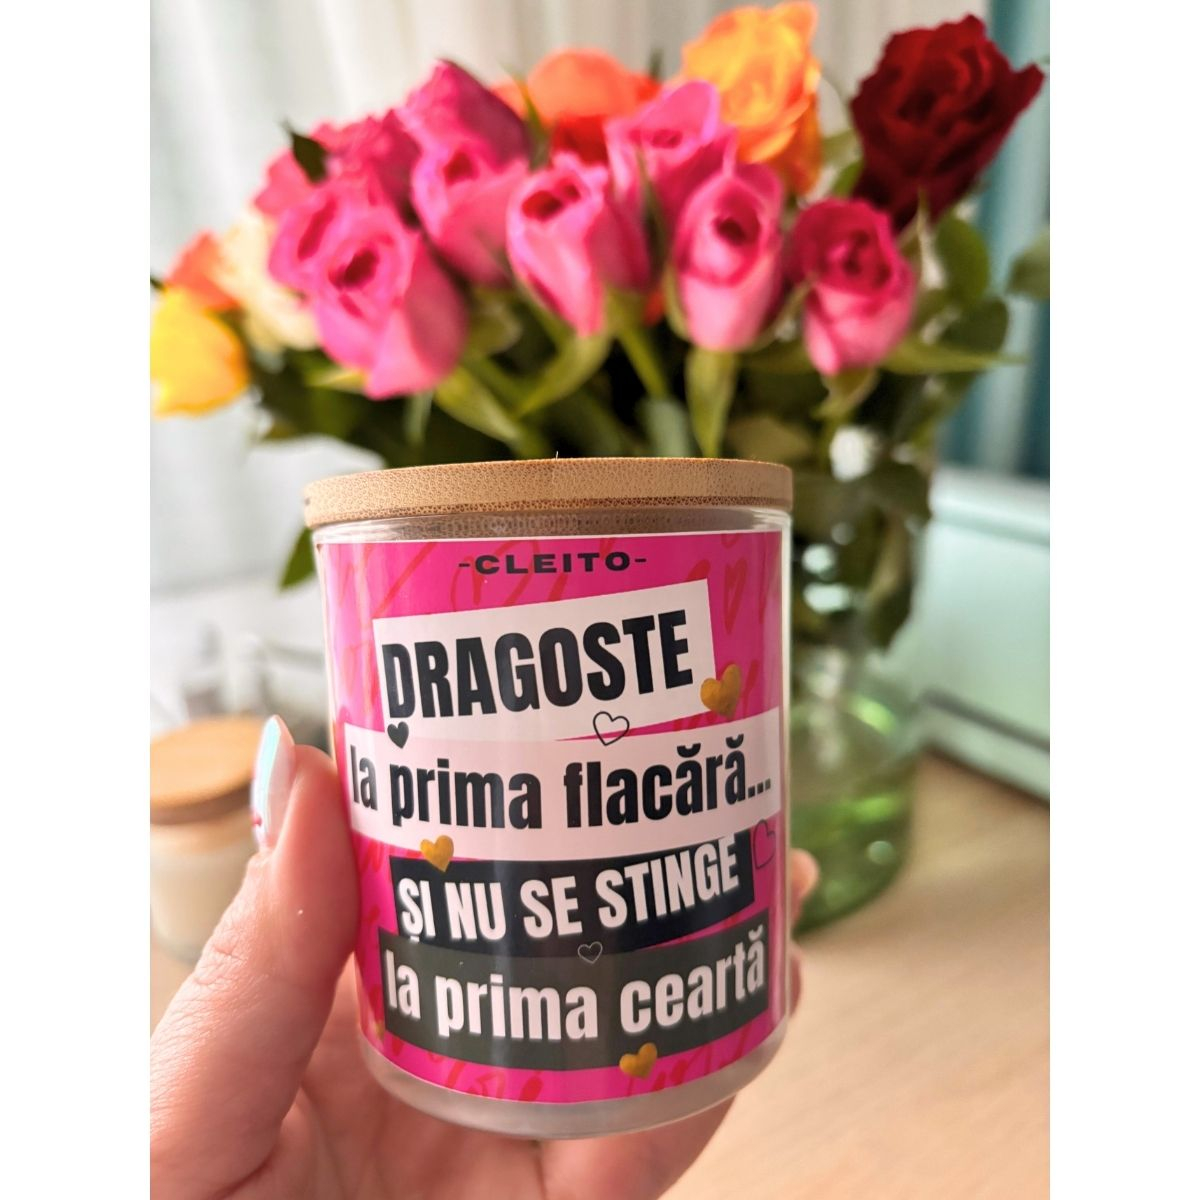 -CLEITO-
DRAGOSTE
la prima flacără...
ȘI NU SE STINGE
la prima ceartă